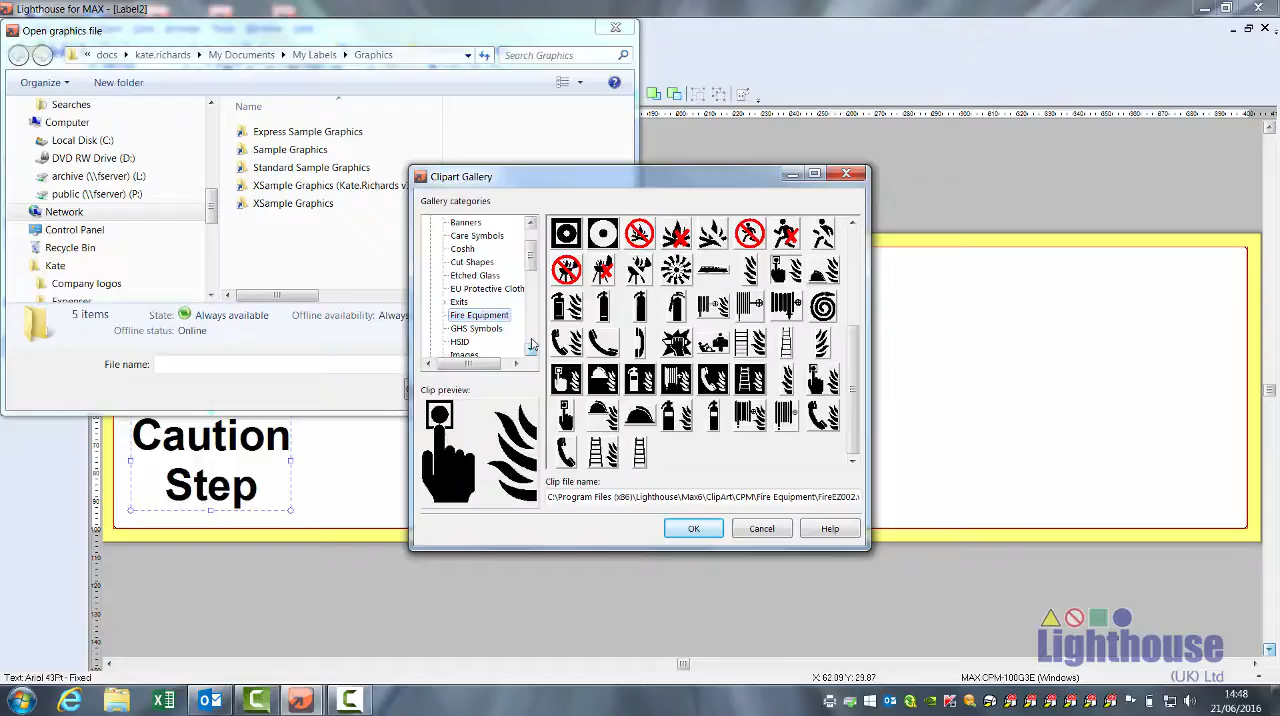 Lighthouse for MAX - [Label2]
Open graphics file
docs
kate.richards
My Documents
My Labels
Graphics
Search Graphics
Organize
New folder
Searches
Computer
Local Disk (C:)
DVD RW Drive (D:)
archive (\\fserver) (L:)
public (\\fserver) (P:)
Network
Control Panel
Recycle Bin
Kate
Company logos
Expenses
Name
Express Sample Graphics
Sample Graphics
Standard Sample Graphics
XSample Graphics (Kate.Richards v
XSample Graphics
5 items
State:
Always available
Offline availability:
Always
Offline status:
Online
File name:
Clipart Gallery
Gallery categories
Banners
Care Symbols
Coshh
Cut Shapes
Etched Glass
EU Protective Cloth
Exits
Fire Equipment
GHS Symbols
HSID
Images
Clip preview:
Clip file name:
C:\Program Files (x86)\Lighthouse\Max6\ClipArt\CPM\Fire Equipment\FireEZ002.
OK
Cancel
Help
Caution
Step
Lighthouse
(UK) Ltd
Text: Arial 43Pt - Fixed
X: 62.09 Y: 29.87
MAX CPM-100G3E (Windows)
14:48
21/06/2016